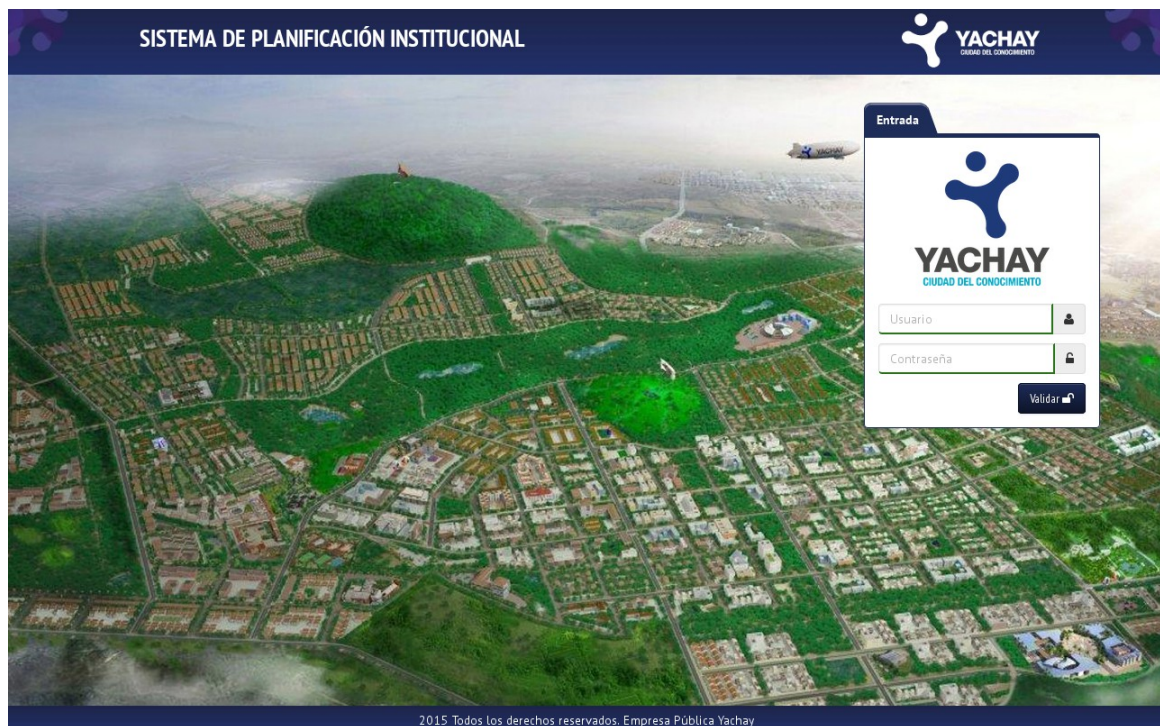 SISTEMA DE PLANIFICACIÓN INSTITUCIONAL
YACHAY
CIUDAD DEL CONOCIMIENTO
Entrada
YACHAY
YACHAY
CIUDAD DEL CONOCIMIENTO
Usuario
Contraseña
Validar
2015 Todos los derechos reservados. Empresa Pública Yachay